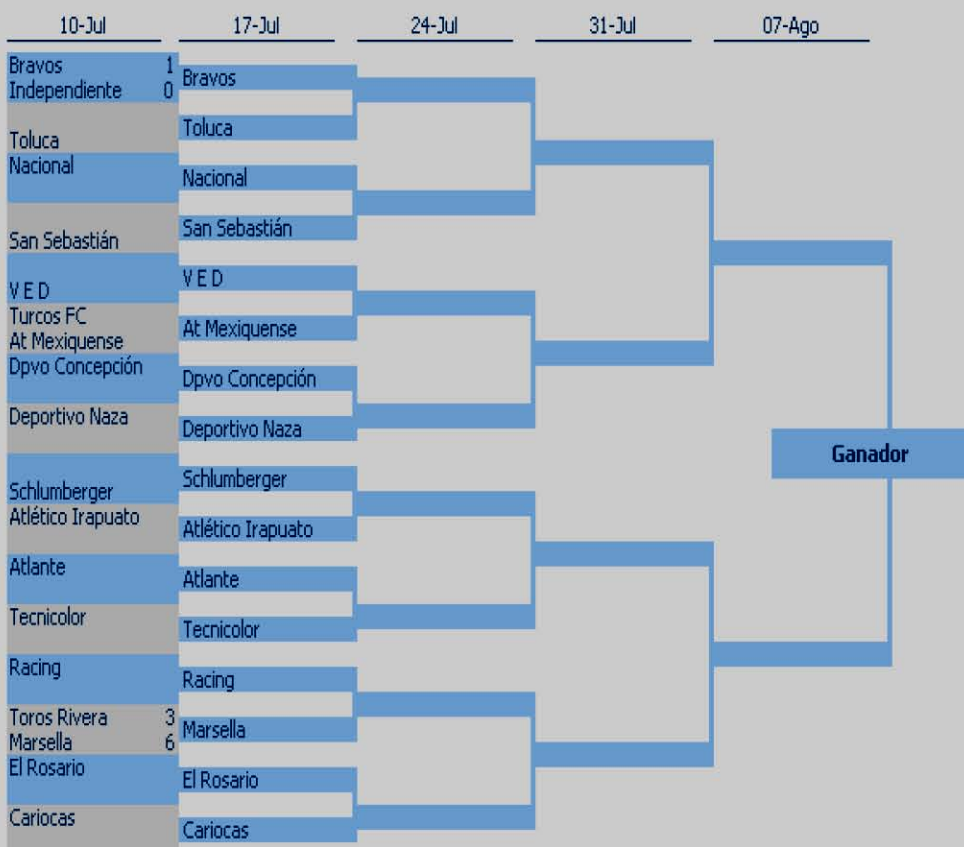 10-Jul 17-Jul 24-Jul 31-Jul 07-Ago
Bravos 1
Independiente 0
Toluca
Nacional
San Sebastián
V E D
Turcos FC
At Mexiquense
Dpvo Concepción
Deportivo Naza
Schlumberger
Atlético Irapuato
Atlante
Tecnicolor
Racing
Toros Rivera 3
Marsella 6
El Rosario
Cariocas
Bravos
Toluca
Nacional
San Sebastián
V E D
At Mexiquense
Dpvo Concepción
Deportivo Naza
Schlumberger
Atlético Irapuato
Atlante
Tecnicolor
Racing
Marsella
El Rosario
Cariocas
Ganador